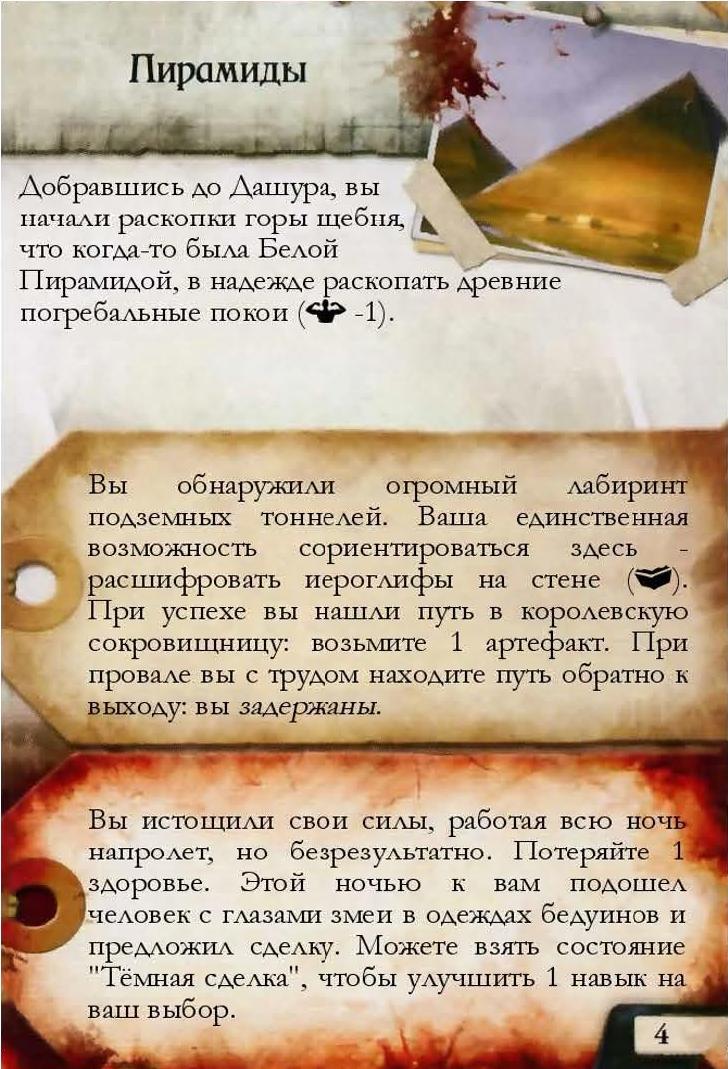 Пирамиды
Добравшись до Дашура, вы
начали раскопки горы щебня,
что когда-то была Белой
Пирамидой, в надежде раскопать древние
погребальные покои ( -1).
Вы обнаружили огромный лабиринт
подземных тоннелей. Ваша единственная
возможность сориентироваться здесь -
расшифровать иероглифы на стене ( ).
При успехе вы нашли путь в королевскую
сокровищницу: возьмите 1 артефакт. При
провале вы с трудом находите путь обратно к
выходу: вы задержаны.
Вы истощили свои силы, работая всю ночь
напролет, но безрезультатно. Потеряйте 1
здоровье. Этой ночью к вам подошел
человек с глазами змеи в одеждах бедуинов и
предложил сделку. Можете взять состояние
"Тёмная сделка", чтобы улучшить 1 навык на
ваш выбор.
4